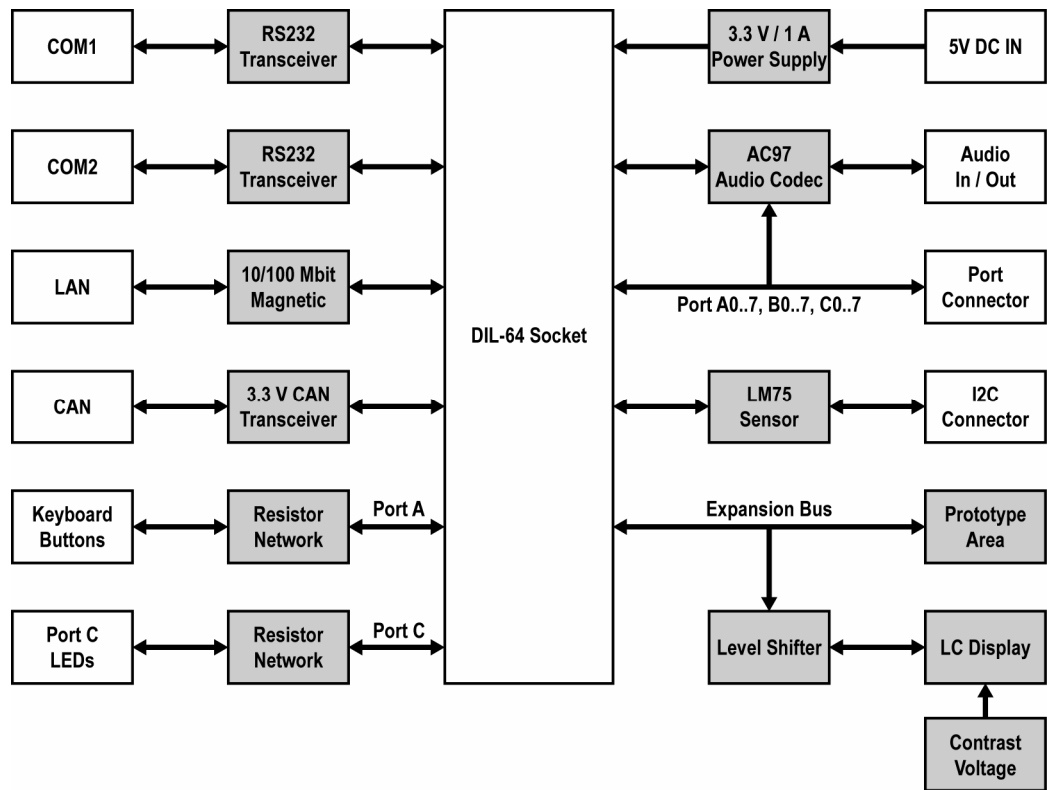 COM1
RS232
Transceiver
3.3 V / 1 A
Power Supply
5V DC IN
COM2
RS232
Transceiver
AC97
Audio Codec
Audio
In / Out
LAN
10/100 Mbit
Magnetic
Port A0..7, B0..7, C0..7
Port
Connector
DIL-64 Socket
CAN
3.3 V CAN
Transceiver
LM75
Sensor
I2C
Connector
Keyboard
Buttons
Resistor
Network
Port A
Expansion Bus
Prototype
Area
Port C
LEDs
Resistor
Network
Port C
Level Shifter
LC Display
Contrast
Voltage